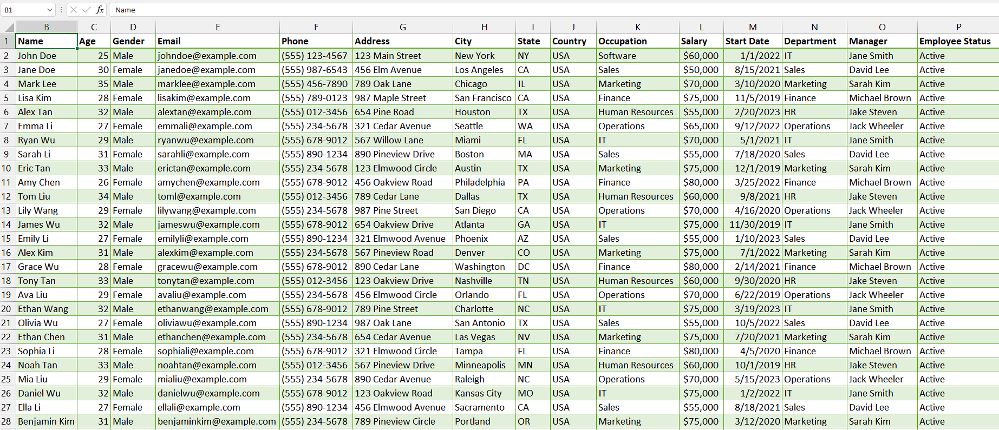 B1 fx Name
B C D E F G H I J K L M N O P
1 Name Age Gender Email Phone Address City State Country Occupation Salary Start Date Department Manager Employee Status
2 John Doe 25 Male johndoe@example.com (555) 123-4567 123 Main Street New York NY USA Software $60,000 1/1/2022 IT Jane Smith Active
3 Jane Doe 30 Female janedoe@example.com (555) 987-6543 456 Elm Avenue Los Angeles CA USA Sales $50,000 8/15/2021 Sales David Lee Active
4 Mark Lee 35 Male marklee@example.com (555) 456-7890 789 Oak Lane Chicago IL USA Marketing $70,000 3/10/2020 Marketing Sarah Kim Active
5 Lisa Kim 28 Female lisakim@example.com (555) 789-0123 987 Maple Street San Francisco CA USA Finance $75,000 11/5/2019 Finance Michael Brown Active
6 Alex Tan 32 Male alextan@example.com (555) 012-3456 654 Pine Road Houston TX USA Human Resources $55,000 2/20/2023 HR Jake Steven Active
7 Emma Li 27 Female emmali@example.com (555) 234-5678 321 Cedar Avenue Seattle WA USA Operations $65,000 9/12/2022 Operations Jack Wheeler Active
8 Ryan Wu 29 Male ryanwu@example.com (555) 678-9012 567 Willow Lane Miami FL USA IT $70,000 5/1/2021 IT Jane Smith Active
9 Sarah Li 31 Female sarahli@example.com (555) 890-1234 890 Pineview Drive Boston MA USA Sales $55,000 7/18/2020 Sales David Lee Active
10 Eric Tan 33 Male erictan@example.com (555) 234-5678 123 Elmwood Circle Austin TX USA Marketing $75,000 12/1/2019 Marketing Sarah Kim Active
11 Amy Chen 26 Female amychen@example.com (555) 678-9012 456 Oakview Road Philadelphia PA USA Finance $80,000 3/25/2022 Finance Michael Brown Active
12 Tom Liu 34 Male toml@example.com (555) 012-3456 789 Cedar Lane Dallas TX USA Human Resources $60,000 9/8/2021 HR Jake Steven Active
13 Lily Wang 29 Female lilywang@example.com (555) 234-5678 987 Pine Street San Diego CA USA Operations $70,000 4/16/2020 Operations Jack Wheeler Active
14 James Wu 32 Male jameswu@example.com (555) 678-9012 654 Oakview Drive Atlanta GA USA IT $75,000 11/30/2019 IT Jane Smith Active
15 Emily Li 27 Female emilyli@example.com (555) 890-1234 321 Elmwood Avenue Phoenix AZ USA Sales $55,000 1/10/2023 Sales David Lee Active
16 Alex Kim 31 Male alexkim@example.com (555) 234-5678 567 Pineview Road Denver CO USA Marketing $75,000 7/1/2022 Marketing Sarah Kim Active
17 Grace Wu 28 Female gracewu@example.com (555) 678-9012 890 Cedar Lane Washington DC USA Finance $80,000 2/14/2021 Finance Michael Brown Active
18 Tony Tan 33 Male tonytan@example.com (555) 012-3456 123 Oakview Drive Nashville TN USA Human Resources $60,000 9/30/2020 HR Jake Steven Active
19 Ava Liu 29 Female avaliu@example.com (555) 234-5678 456 Elmwood Circle Orlando FL USA Operations $70,000 6/22/2019 Operations Jack Wheeler Active
20 Ethan Wang 32 Male ethanwang@example.com (555) 678-9012 789 Pine Street Charlotte NC USA IT $75,000 3/19/2023 IT Jane Smith Active
21 Olivia Wu 27 Female oliviawu@example.com (555) 890-1234 987 Oak Lane San Antonio TX USA Sales $55,000 10/5/2022 Sales David Lee Active
22 Ethan Chen 31 Male ethanchen@example.com (555) 234-5678 654 Cedar Avenue Las Vegas NV USA Marketing $75,000 7/20/2021 Marketing Sarah Kim Active
23 Sophia Li 28 Female sophiali@example.com (555) 678-9012 321 Elmwood Circle Tampa FL USA Finance $80,000 4/5/2020 Finance Michael Brown Active
24 Noah Tan 33 Male noahtan@example.com (555) 012-3456 567 Pineview Drive Minneapolis MN USA Human Resources $60,000 10/1/2019 HR Jake Steven Active
25 Mia Liu 29 Female mialiu@example.com (555) 234-5678 890 Cedar Avenue Raleigh NC USA Operations $70,000 5/15/2023 Operations Jack Wheeler Active
26 Daniel Wu 32 Male danielwu@example.com (555) 678-9012 123 Oakview Road Kansas City MO USA IT $75,000 1/2/2022 IT Jane Smith Active
27 Ella Li 27 Female ellali@example.com (555) 890-1234 456 Elmwood Avenue Sacramento CA USA Sales $55,000 8/18/2021 Sales David Lee Active
28 Benjamin Kim 31 Male benjaminkim@example.com (555) 234-5678 789 Pineview Circle Portland OR USA Marketing $75,000 3/12/2020 Marketing Sarah Kim Active